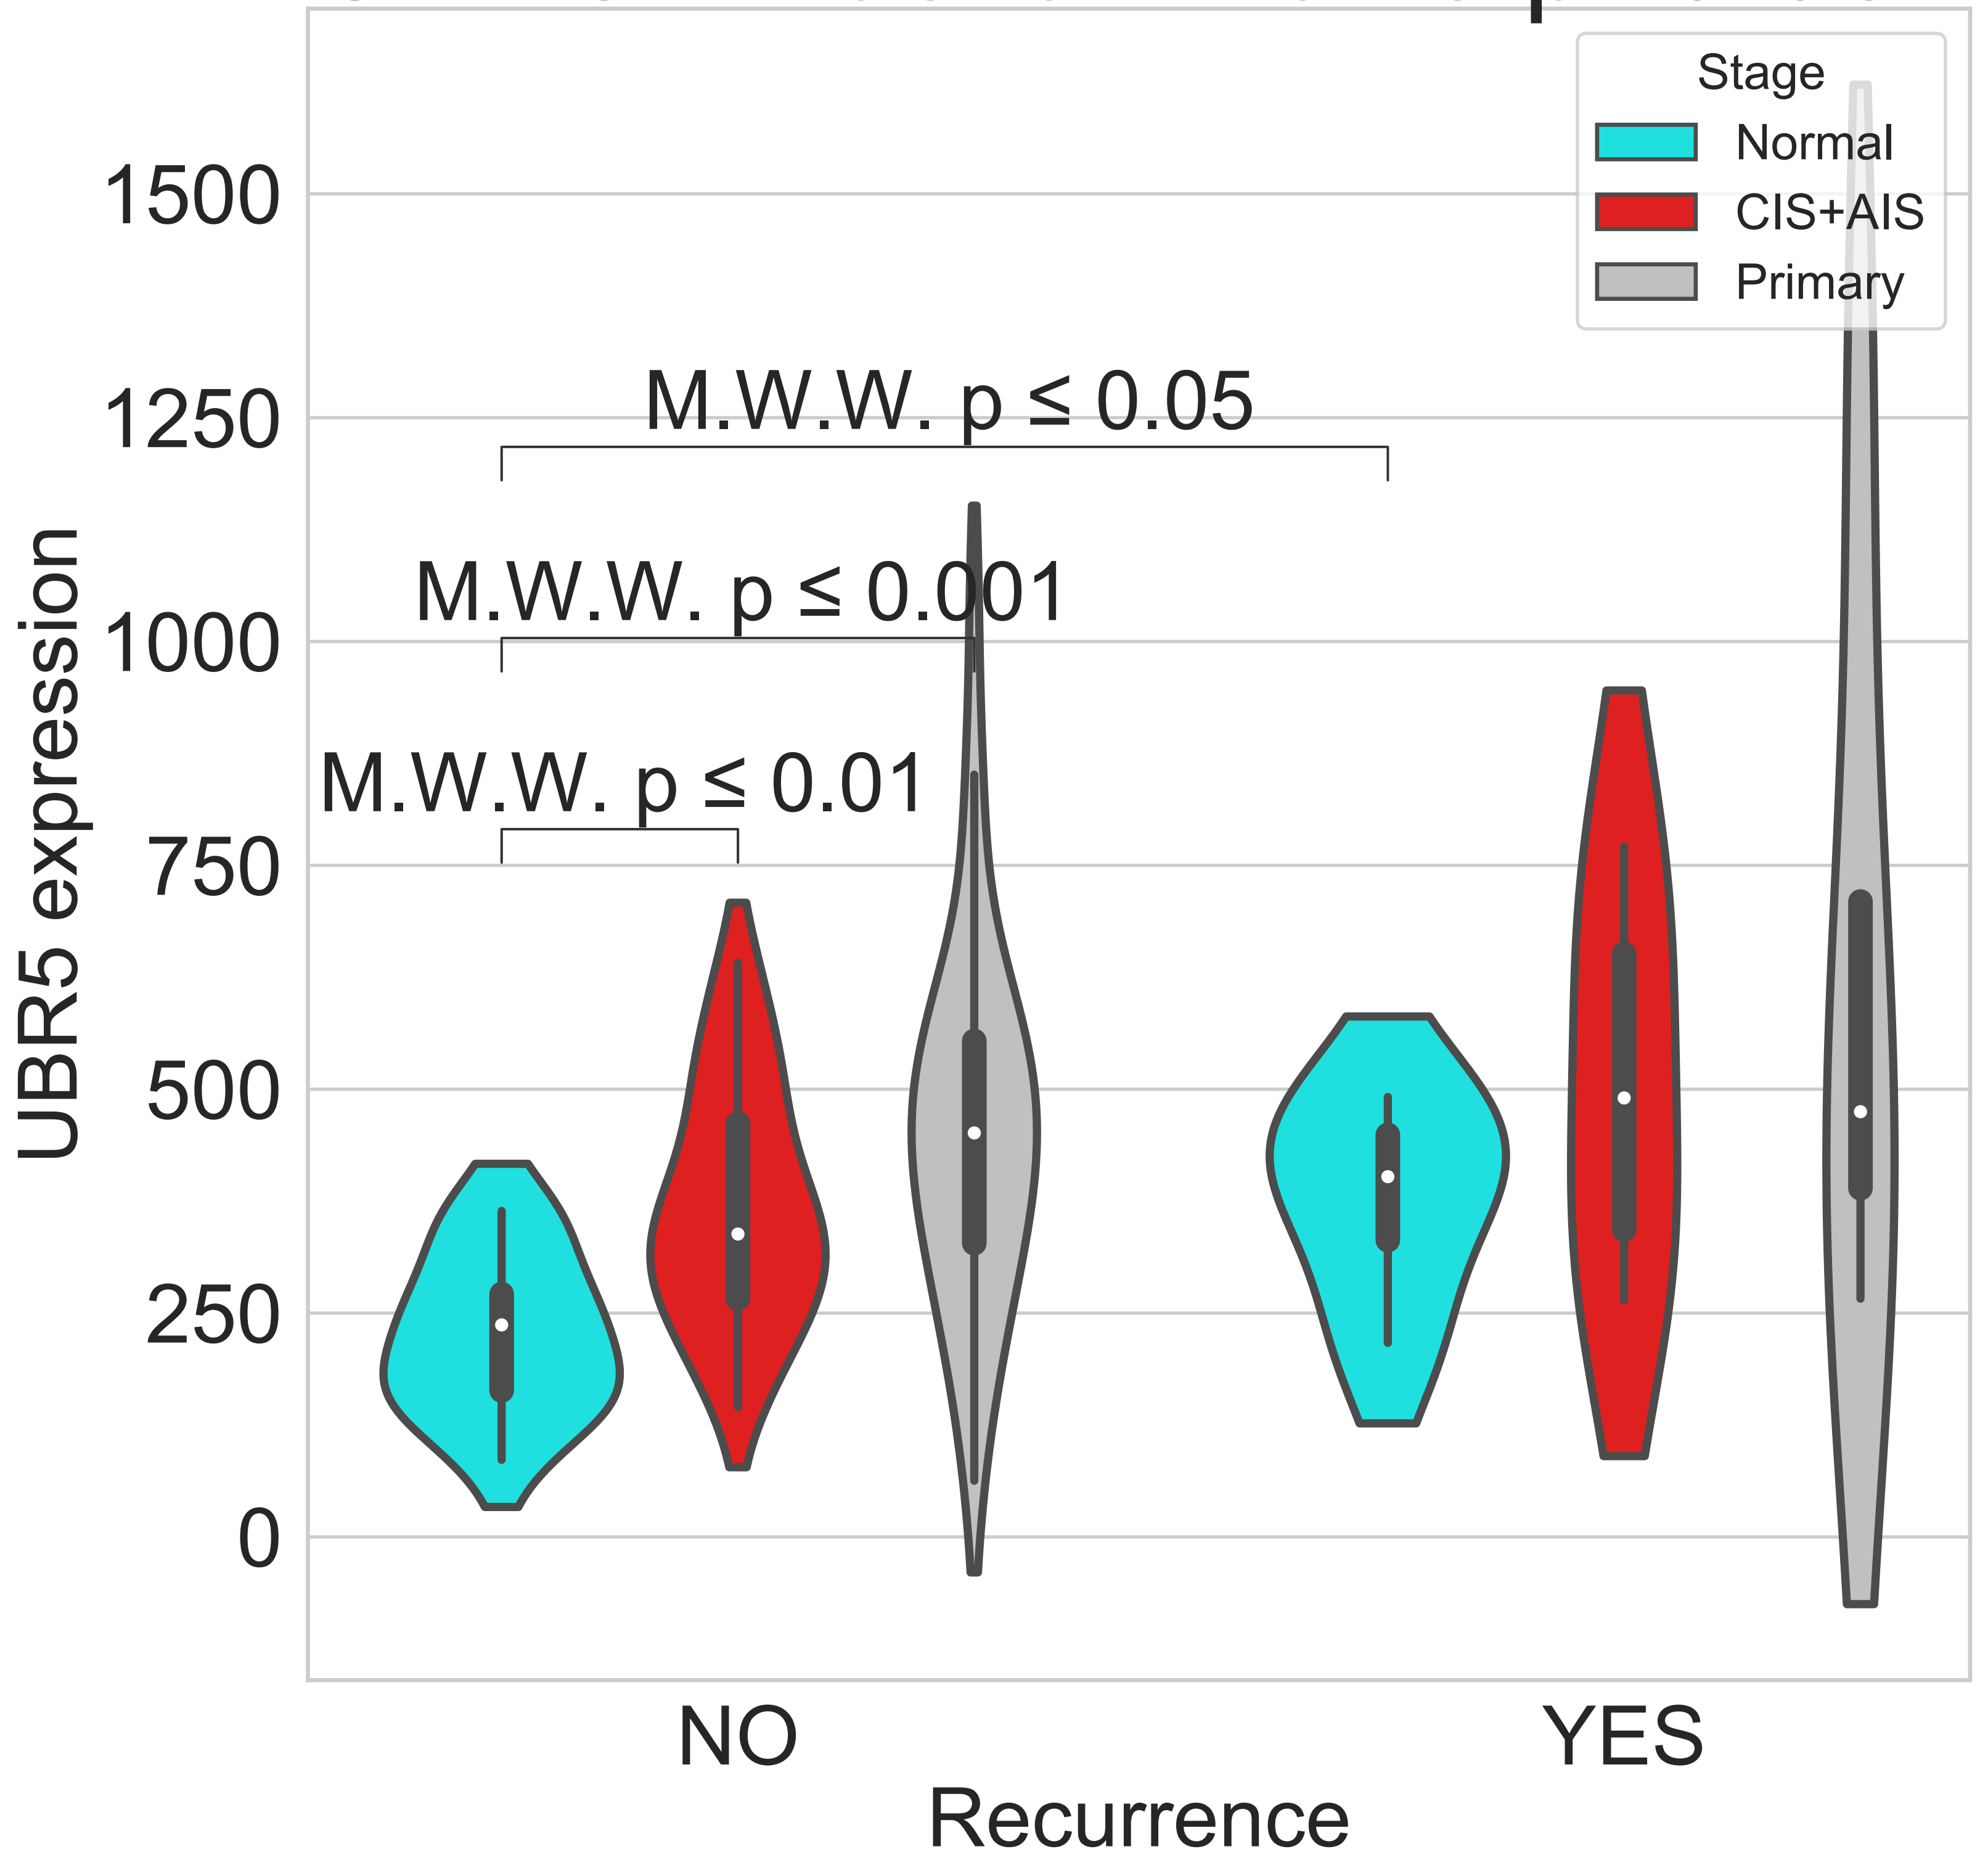 Stage
Normal
CIS+AIS
Primary
1500
1250
1000
750
500
250
0
UBR5 expression
M.W.W. p ≤ 0.05
M.W.W. p ≤ 0.001
M.W.W. p ≤ 0.01
NO
YES
Recurrence